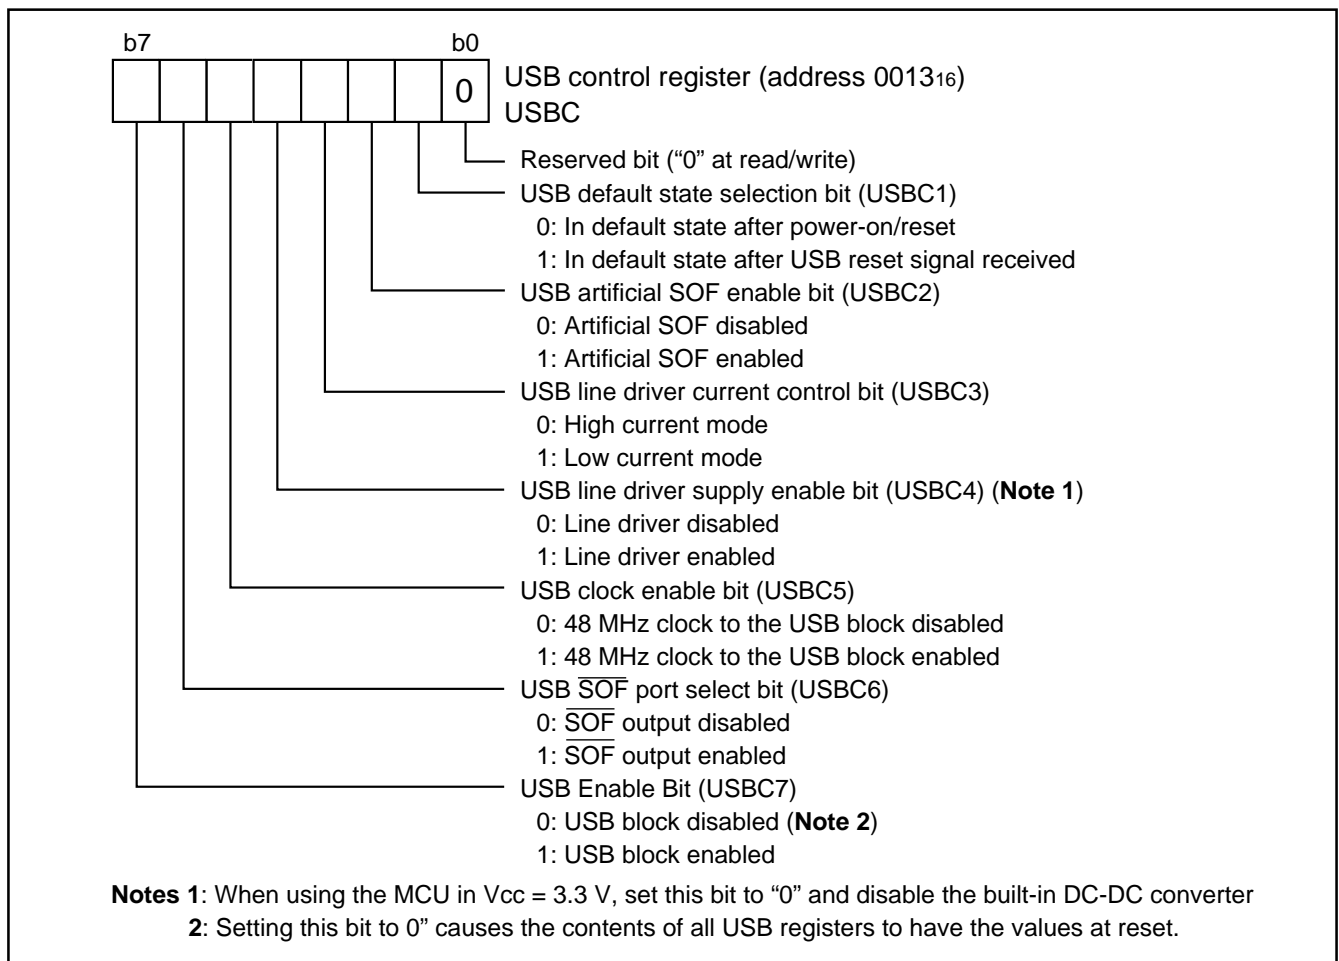 b7 b0
0
USB control register (address 0013₁₆)
USBC
Reserved bit (“0” at read/write)
USB default state selection bit (USBC1)
0: In default state after power-on/reset
1: In default state after USB reset signal received
USB artificial SOF enable bit (USBC2)
0: Artificial SOF disabled
1: Artificial SOF enabled
USB line driver current control bit (USBC3)
0: High current mode
1: Low current mode
USB line driver supply enable bit (USBC4) (Note 1)
0: Line driver disabled
1: Line driver enabled
USB clock enable bit (USBC5)
0: 48 MHz clock to the USB block disabled
1: 48 MHz clock to the USB block enabled
USB S̅O̅F̅ port select bit (USBC6)
0: S̅O̅F̅ output disabled
1: S̅O̅F̅ output enabled
USB Enable Bit (USBC7)
0: USB block disabled (Note 2)
1: USB block enabled
Notes 1: When using the MCU in Vcc = 3.3 V, set this bit to “0” and disable the built-in DC-DC converter
2: Setting this bit to 0” causes the contents of all USB registers to have the values at reset.